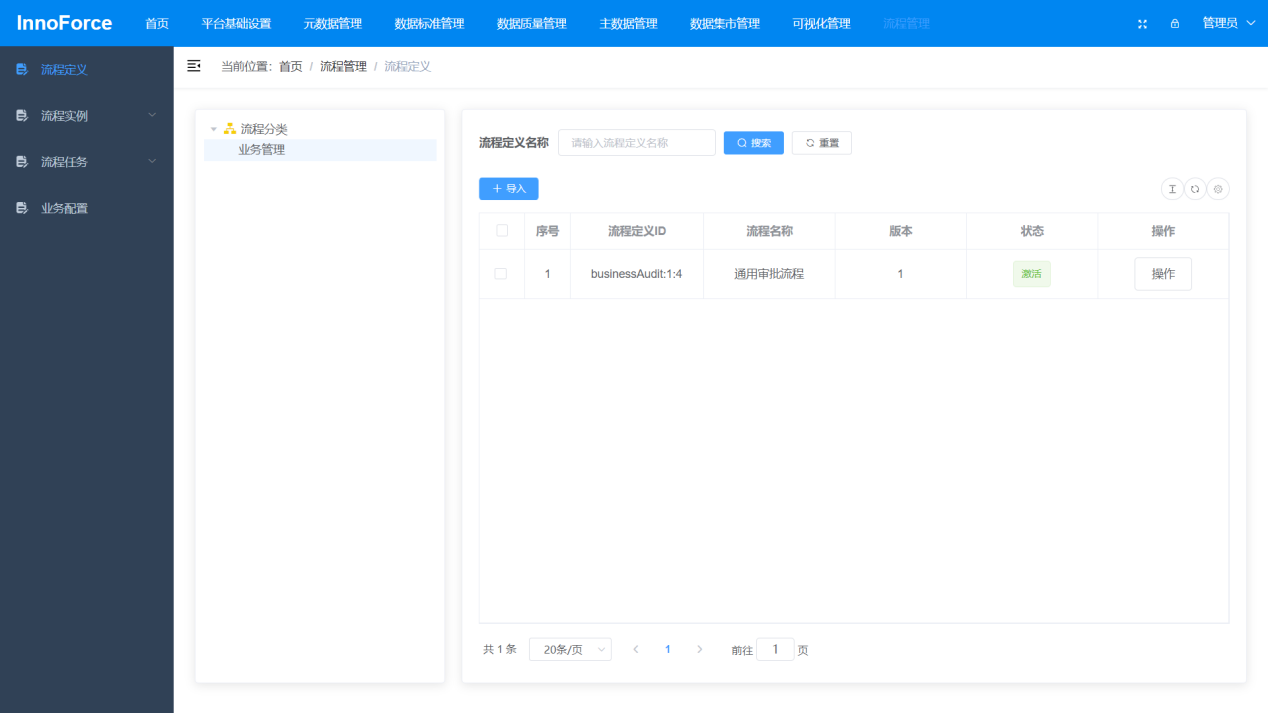 InnoForce 首页 平台基础设置 元数据管理 数据标准管理 数据质量管理 主数据管理 数据集市管理 可视化管理 流程管理 管理员
流程定义
流程实例
流程任务
业务配置
当前位置: 首页 / 流程管理 / 流程定义
流程分类
业务管理
流程定义名称 请输入流程定义名称 搜索 重置
导入
序号 流程定义ID 流程名称 版本 状态 操作
1 businessAudit:1:4 通用审批流程 1 激活 操作
共 1 条 20条/页 1 前往 1 页